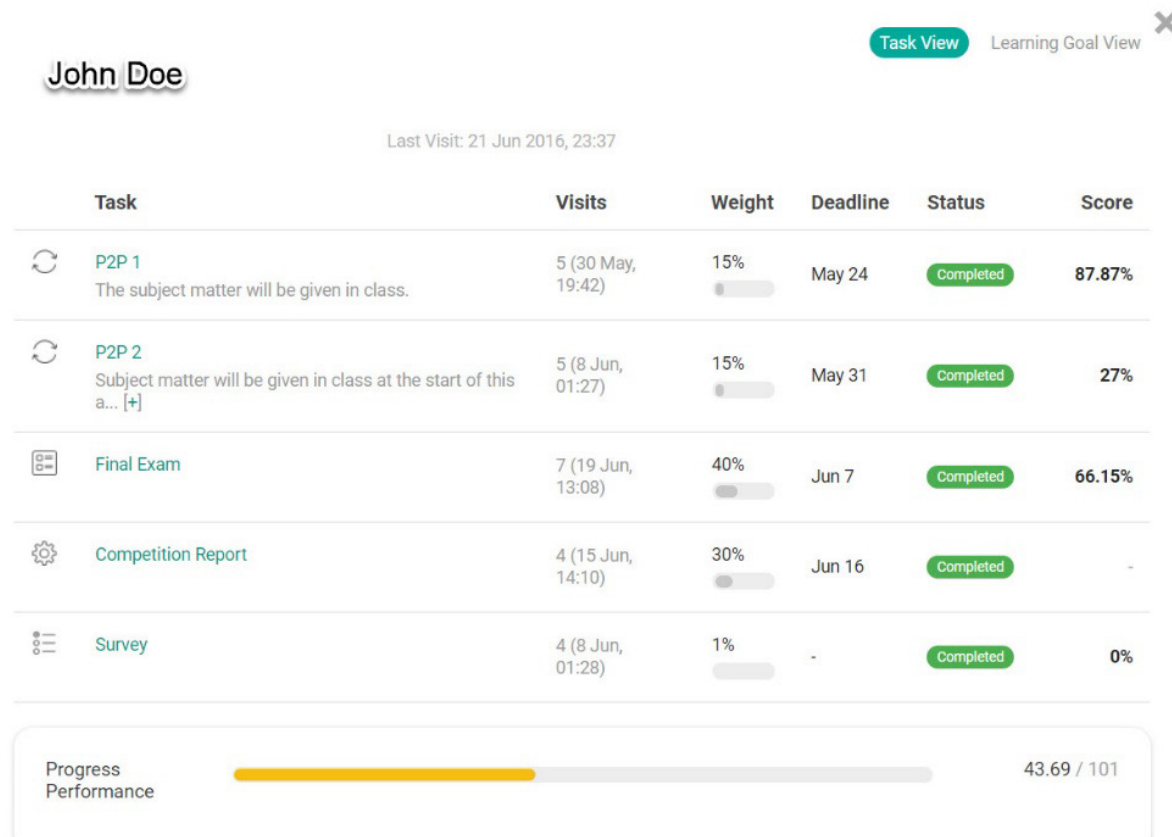 Task View Learning Goal View
John Doe
Last Visit: 21 Jun 2016, 23:37
Task Visits Weight Deadline Status Score
P2P 1
The subject matter will be given in class.
5 (30 May,
19:42)
15%
May 24
Completed
87.87%
P2P 2
Subject matter will be given in class at the start of this
a... [+]
5 (8 Jun,
01:27)
15%
May 31
Completed
27%
Final Exam
7 (19 Jun,
13:08)
40%
Jun 7
Completed
66.15%
Competition Report
4 (15 Jun,
14:10)
30%
Jun 16
Completed
-
Survey
4 (8 Jun,
01:28)
1%
-
Completed
0%
Progress
Performance
43.69 / 101